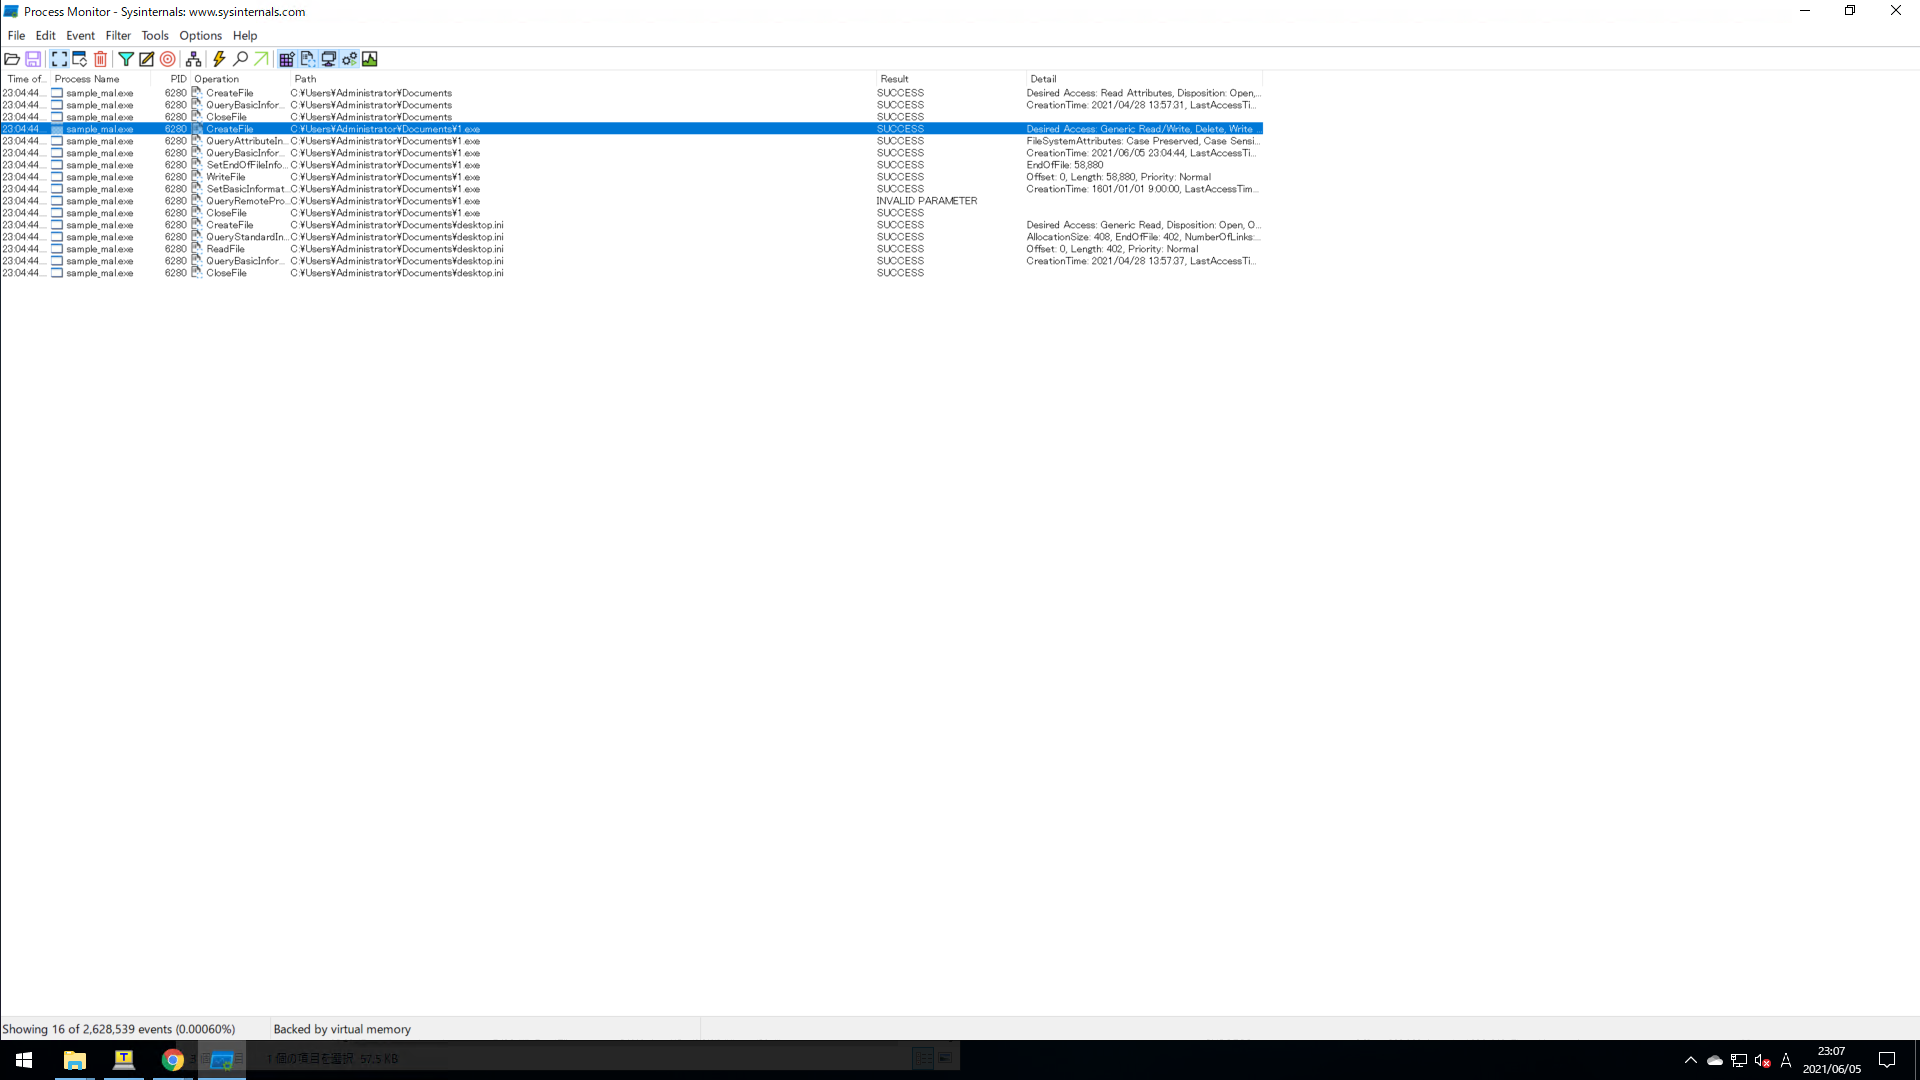 Process Monitor - Sysinternals: www.sysinternals.com
File Edit Event Filter Tools Options Help
Time of... Process Name PID Operation Path Result Detail
23:04:44... sample_mal.exe 6280 CreateFile C:¥Users¥Administrator¥Documents SUCCESS Desired Access: Read Attributes, Disposition: Open,...
23:04:44... sample_mal.exe 6280 QueryBasicInfor... C:¥Users¥Administrator¥Documents SUCCESS CreationTime: 2021/04/28 13:57:31, LastAccessTi...
23:04:44... sample_mal.exe 6280 CloseFile C:¥Users¥Administrator¥Documents SUCCESS
23:04:44... sample_mal.exe 6280 CreateFile C:¥Users¥Administrator¥Documents¥1.exe SUCCESS Desired Access: Generic Read/Write, Delete, Write ...
23:04:44... sample_mal.exe 6280 QueryAttributeIn... C:¥Users¥Administrator¥Documents¥1.exe SUCCESS FileSystemAttributes: Case Preserved, Case Sensi...
23:04:44... sample_mal.exe 6280 QueryBasicInfor... C:¥Users¥Administrator¥Documents¥1.exe SUCCESS CreationTime: 2021/06/05 23:04:44, LastAccessTi...
23:04:44... sample_mal.exe 6280 SetEndOfFileInfo... C:¥Users¥Administrator¥Documents¥1.exe SUCCESS EndOfFile: 58,880
23:04:44... sample_mal.exe 6280 WriteFile C:¥Users¥Administrator¥Documents¥1.exe SUCCESS Offset: 0, Length: 58,880, Priority: Normal
23:04:44... sample_mal.exe 6280 SetBasicInformat... C:¥Users¥Administrator¥Documents¥1.exe SUCCESS CreationTime: 1601/01/01 9:00:00, LastAccessTim...
23:04:44... sample_mal.exe 6280 QueryRemotePro... C:¥Users¥Administrator¥Documents¥1.exe INVALID PARAMETER
23:04:44... sample_mal.exe 6280 CloseFile C:¥Users¥Administrator¥Documents¥1.exe SUCCESS
23:04:44... sample_mal.exe 6280 CreateFile C:¥Users¥Administrator¥Documents¥desktop.ini SUCCESS Desired Access: Generic Read, Disposition: Open, O...
23:04:44... sample_mal.exe 6280 QueryStandardIn... C:¥Users¥Administrator¥Documents¥desktop.ini SUCCESS AllocationSize: 408, EndOfFile: 402, NumberOfLinks:...
23:04:44... sample_mal.exe 6280 ReadFile C:¥Users¥Administrator¥Documents¥desktop.ini SUCCESS Offset: 0, Length: 402, Priority: Normal
23:04:44... sample_mal.exe 6280 QueryBasicInfor... C:¥Users¥Administrator¥Documents¥desktop.ini SUCCESS CreationTime: 2021/04/28 13:57:37, LastAccessTi...
23:04:44... sample_mal.exe 6280 CloseFile C:¥Users¥Administrator¥Documents¥desktop.ini SUCCESS
Showing 16 of 2,628,539 events (0.00060%) Backed by virtual memory
1 個の項目を選択 57.5 KB
A 23:07
2021/06/05